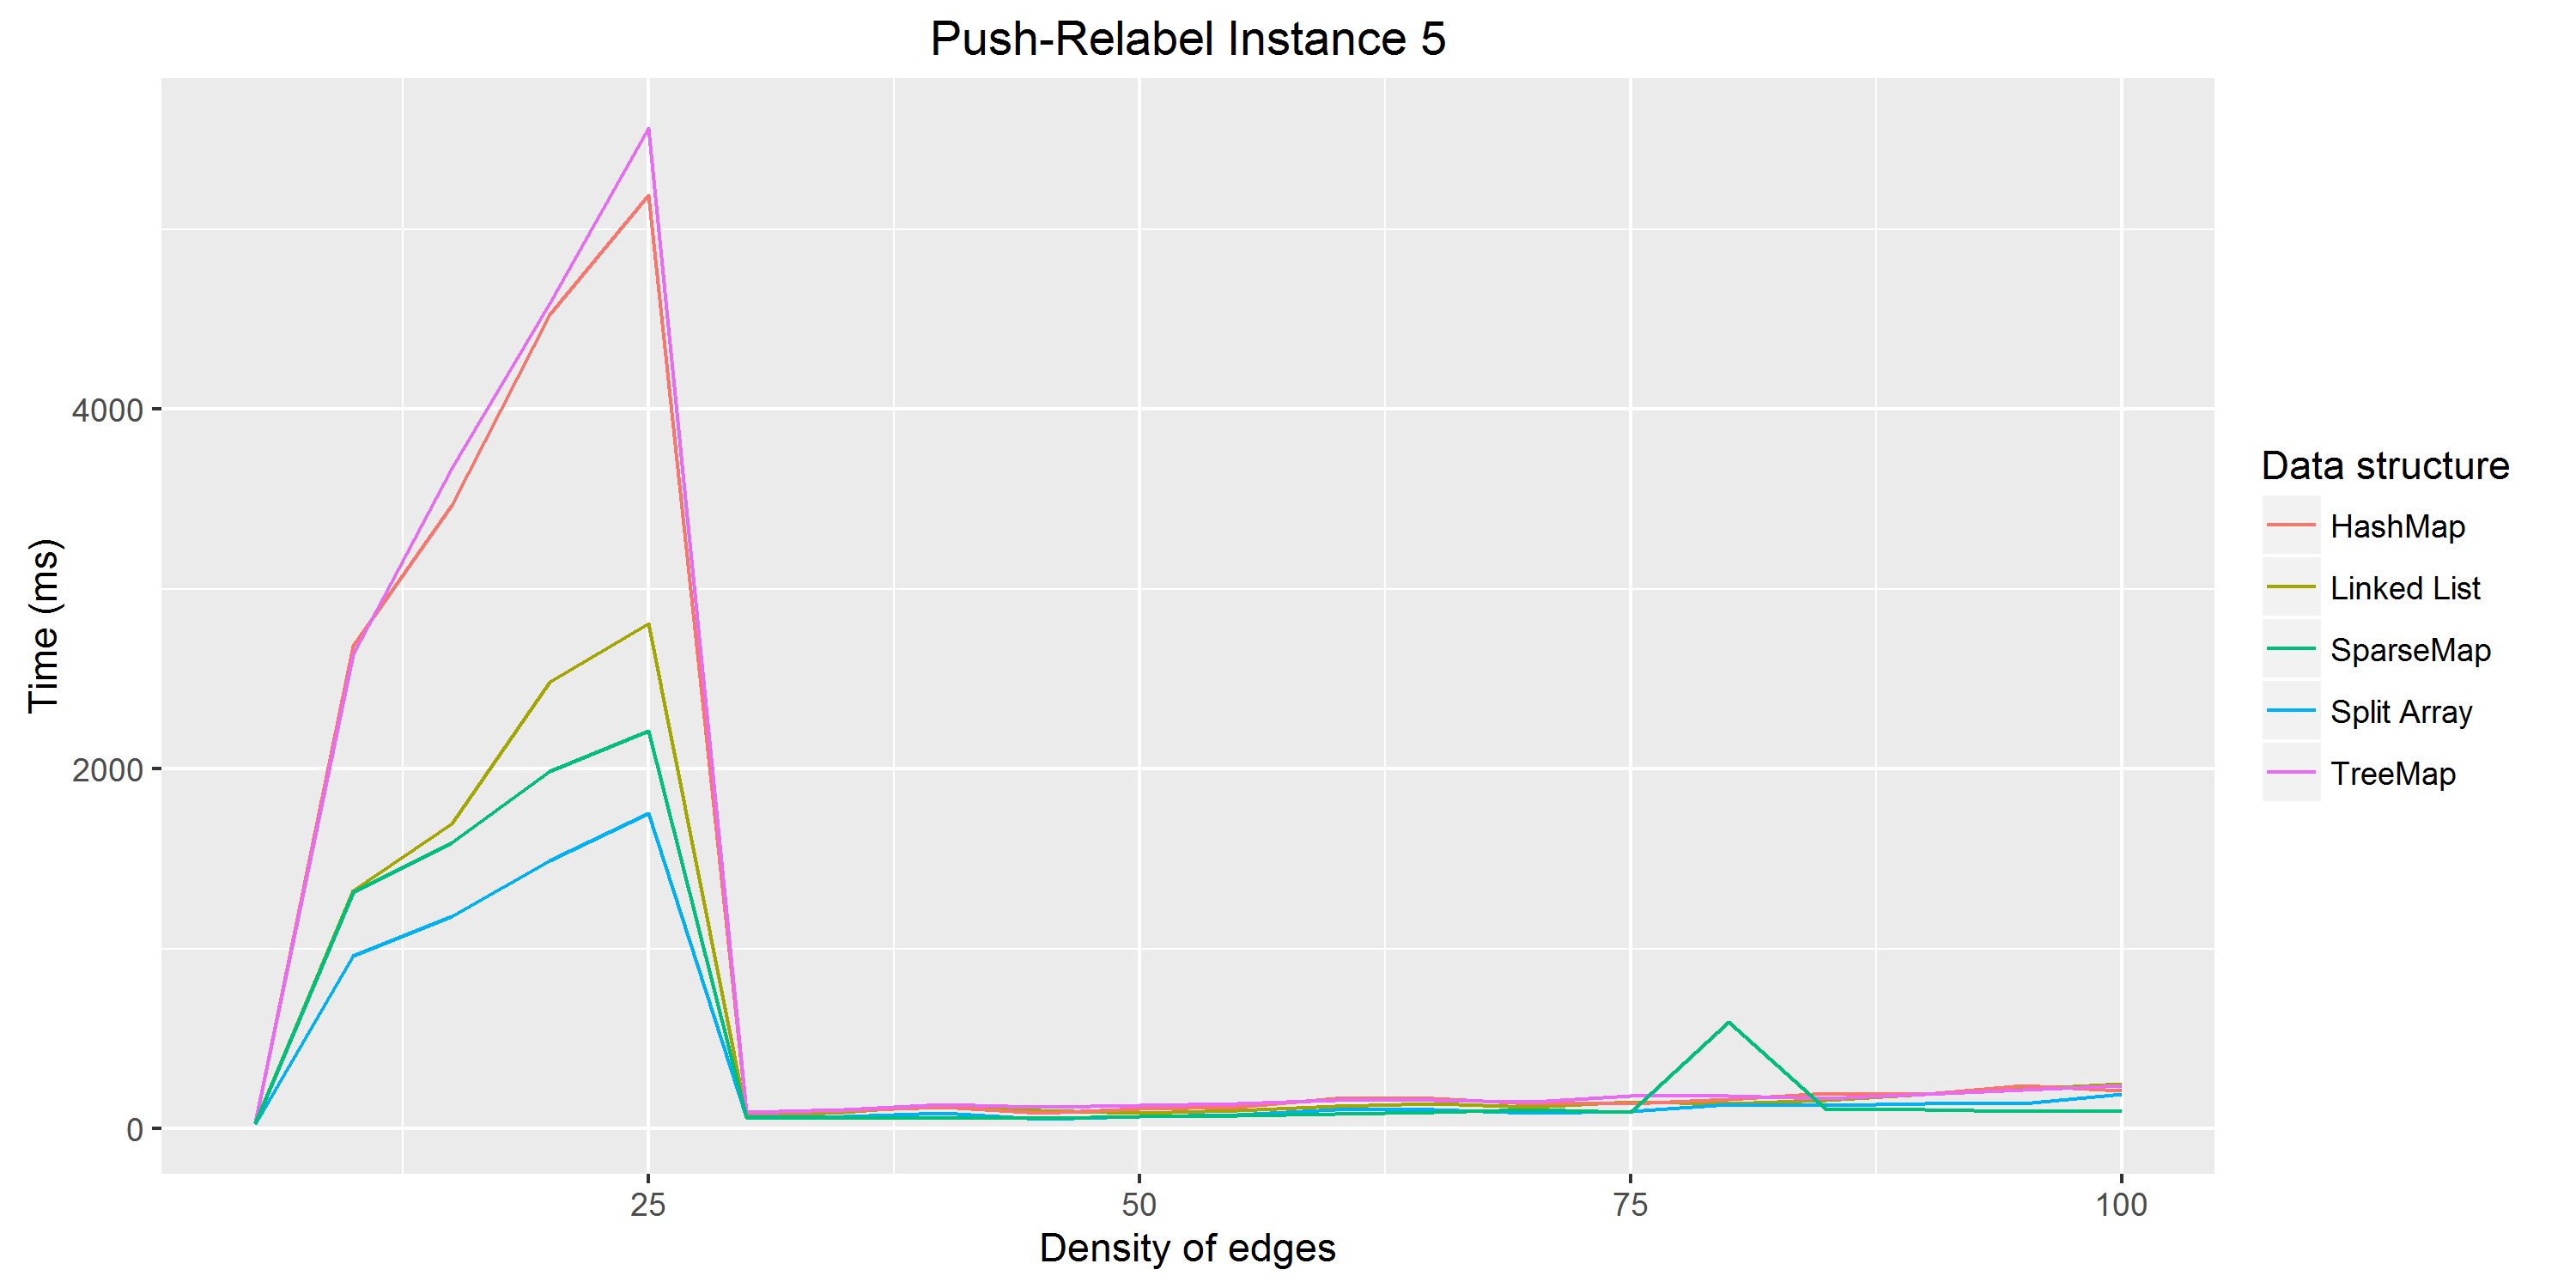 Push-Relabel Instance 5
Time (ms)
4000
2000
0
25 50 75 100
Density of edges
Data structure
HashMap
Linked List
SparseMap
Split Array
TreeMap